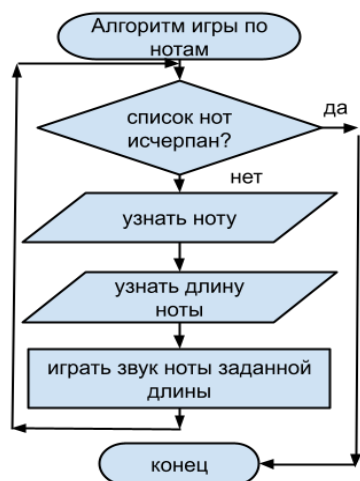 Алгоритм игры по
нотам
список нот
исчерпан?
да
нет
узнать ноту
узнать длину
ноты
играть звук ноты заданной
длины
конец